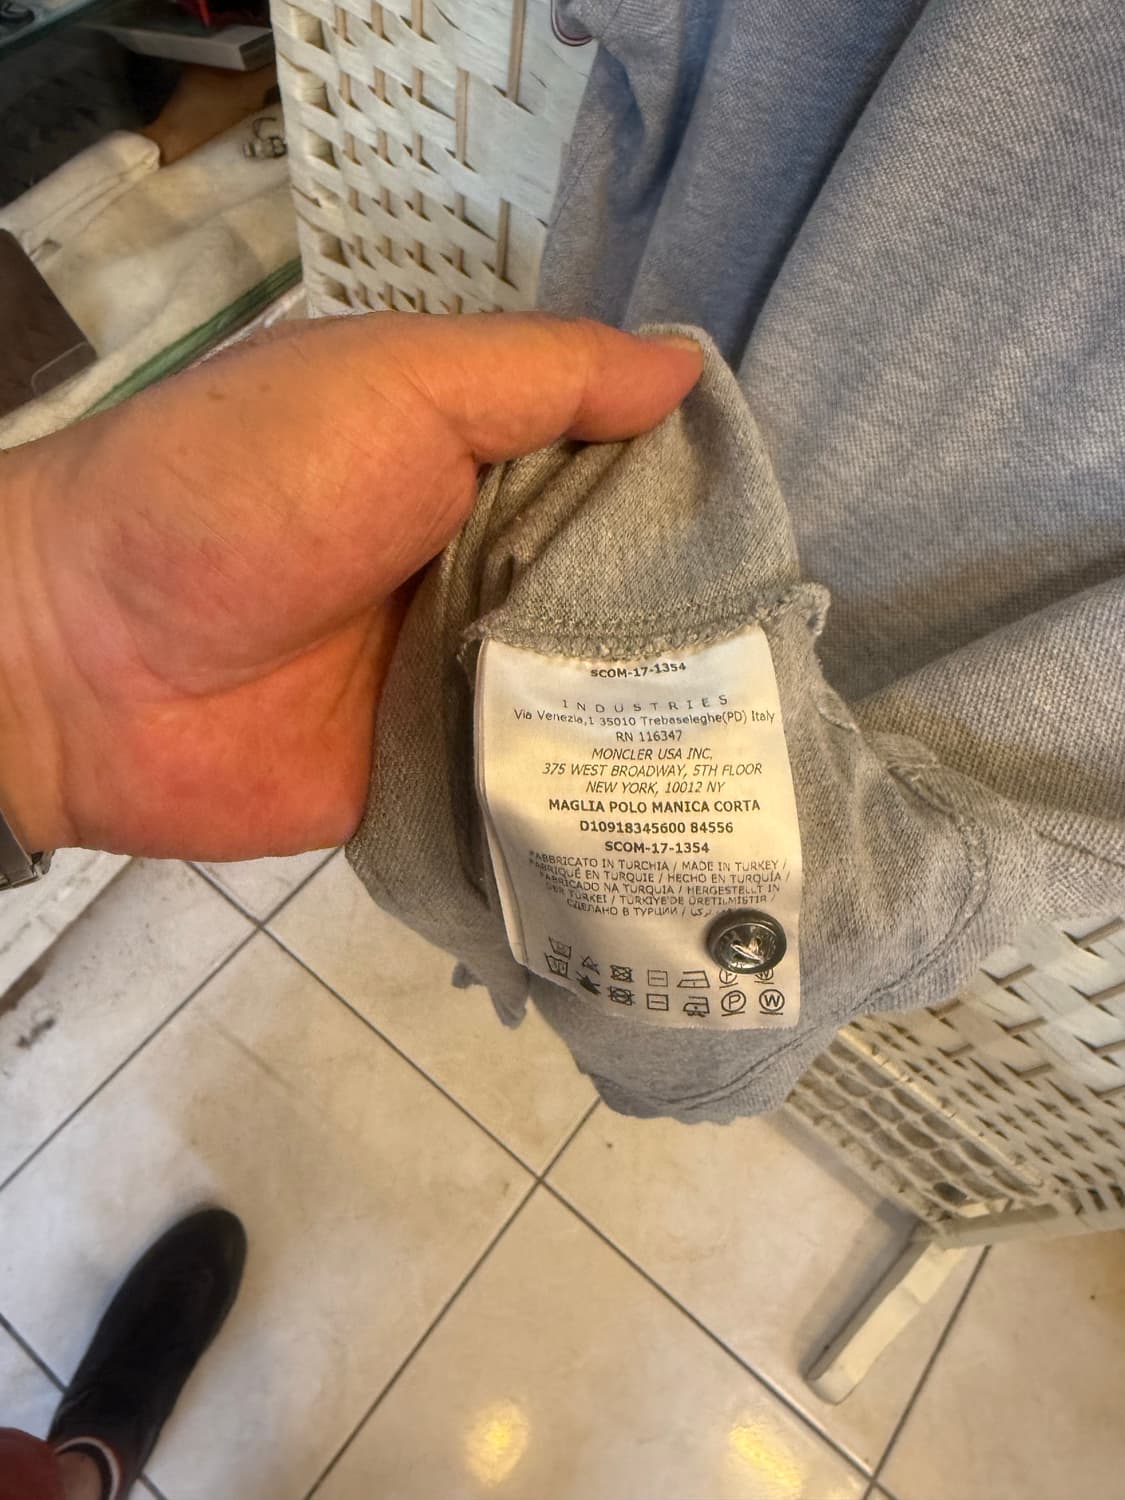 SCOM-17-1354
INDUSTRIES
Via Venezia,1 35010 Trebaseleghe(PD) Italy
RN 116347
MONCLER USA INC.
375 WEST BROADWAY, 5TH FLOOR
NEW YORK, 10012 NY
MAGLIA POLO MANICA CORTA
D10918345600 84556
SCOM-17-1354
FABBRICATO IN TURCHIA / MADE IN TURKEY /
FABRIQUÉ EN TURQUIE / HECHO EN TURQUÍA /
FABRICADO NA TURQUIA / HERGESTELLT IN
DER TÜRKEI / TÜRKIYE'DE ÜRETILMISTIR /
СДЕЛАНО В ТУРЦИИ /
P W
P W